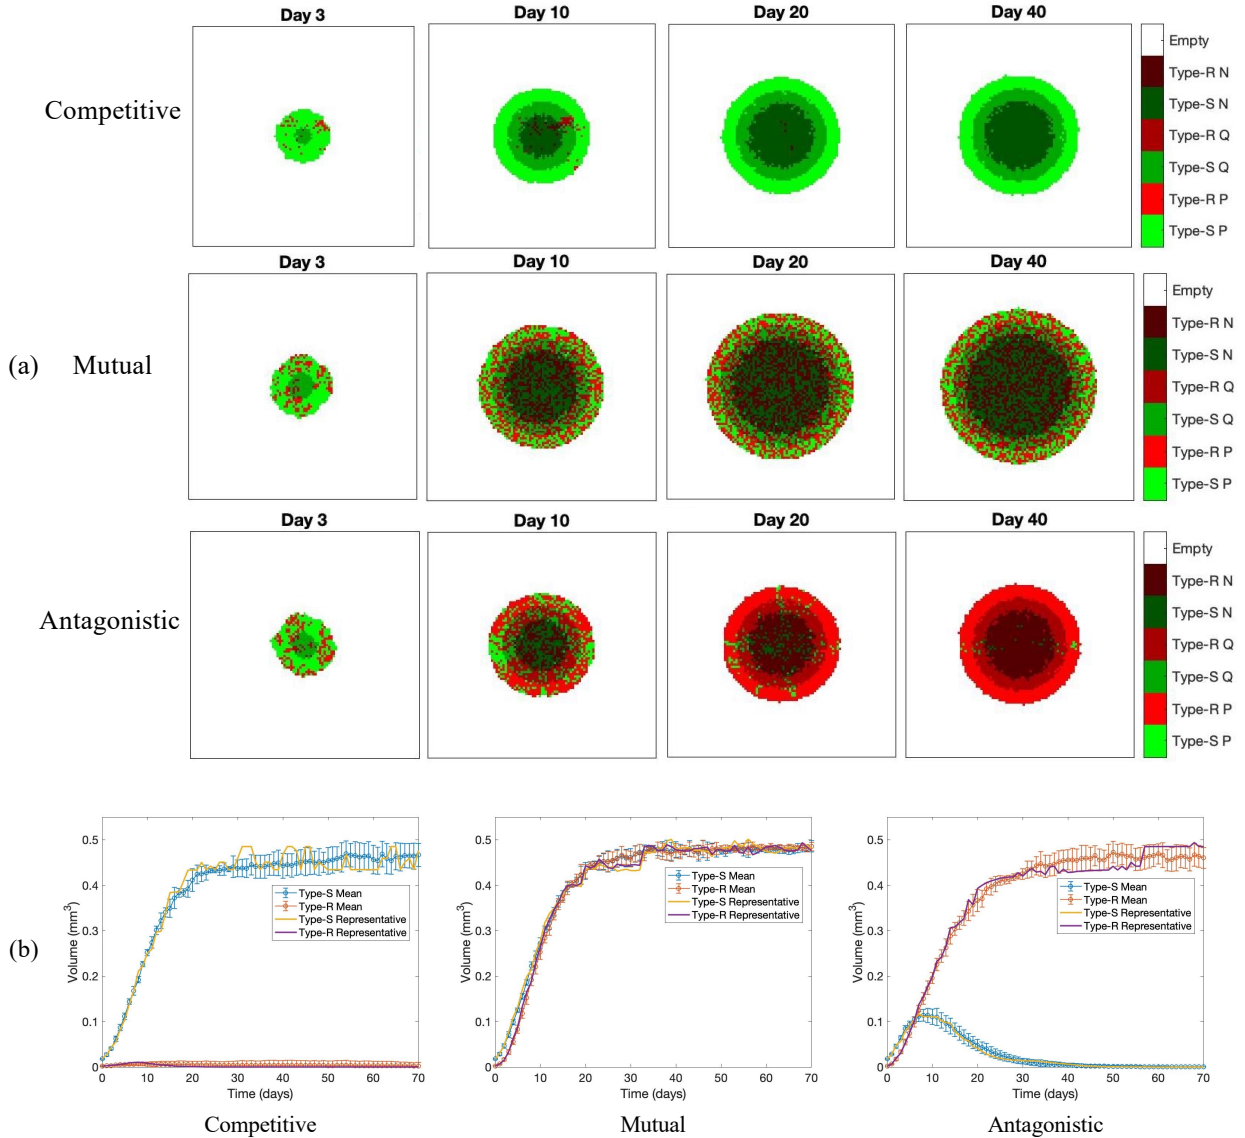 Day 3
Day 10
Day 20
Day 40
Competitive
Empty
Type-R N
Type-S N
Type-R Q
Type-S Q
Type-R P
Type-S P
Day 3
Day 10
Day 20
Day 40
(a)
Mutual
Empty
Type-R N
Type-S N
Type-R Q
Type-S Q
Type-R P
Type-S P
Day 3
Day 10
Day 20
Day 40
Antagonistic
Empty
Type-R N
Type-S N
Type-R Q
Type-S Q
Type-R P
Type-S P
(b)
Volume (mm³)
0.5
0.4
0.3
0.2
0.1
0
0 10 20 30 40 50 60 70
Time (days)
Type-S Mean
Type-R Mean
Type-S Representative
Type-R Representative
Competitive
Volume (mm³)
0.5
0.4
0.3
0.2
0.1
0
0 10 20 30 40 50 60 70
Time (days)
Type-S Mean
Type-R Mean
Type-S Representative
Type-R Representative
Mutual
Volume (mm³)
0.5
0.4
0.3
0.2
0.1
0
0 10 20 30 40 50 60 70
Time (days)
Type-S Mean
Type-R Mean
Type-S Representative
Type-R Representative
Antagonistic